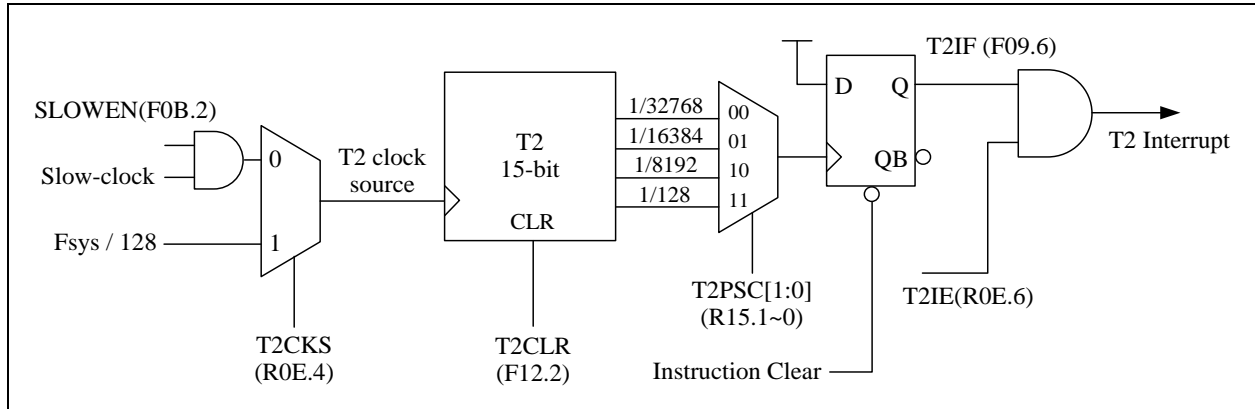 T2IF (F09.6)
SLOWEN(F0B.2)
Slow-clock
Fsys / 128
0
1
T2CKS
(R0E.4)
T2 clock
source
T2
15-bit
CLR
T2CLR
(F12.2)
1/32768
1/16384
1/8192
1/128
00
01
10
11
T2PSC[1:0]
(R15.1~0)
D
Q
QB
Instruction Clear
T2IE(R0E.6)
T2 Interrupt